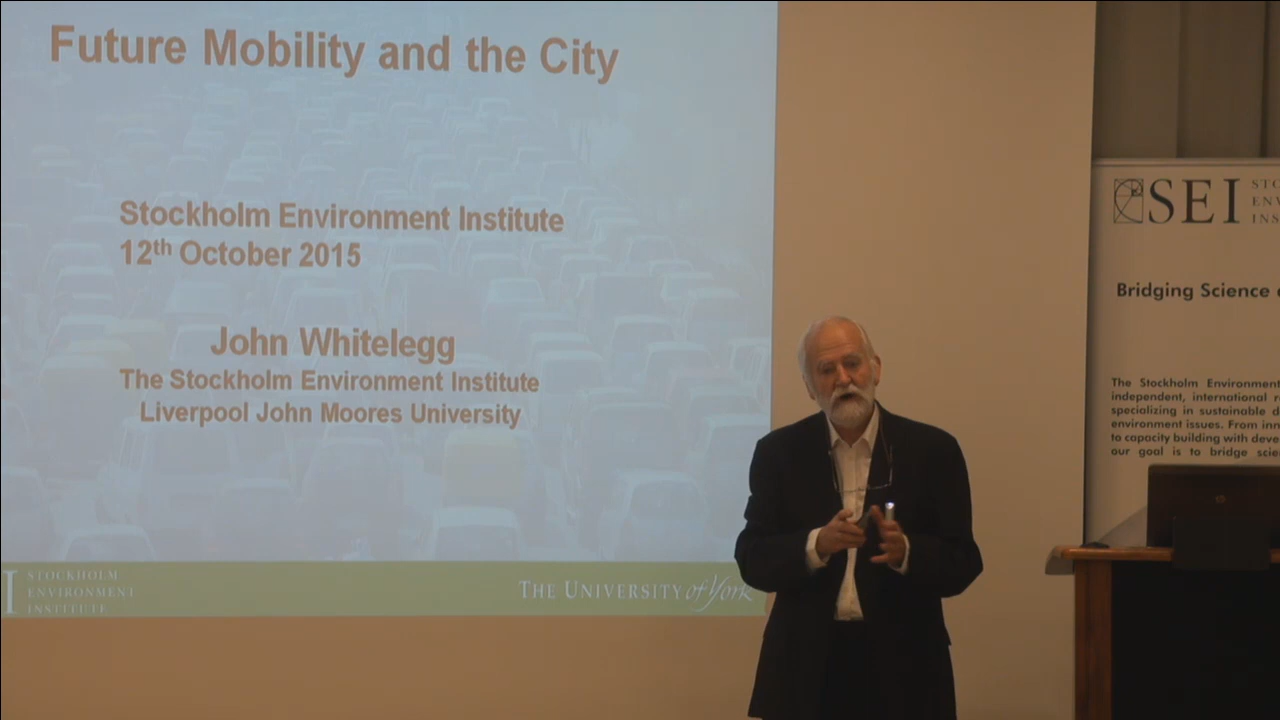 Future Mobility and the City
Stockholm Environment Institute
12th October 2015
John Whitelegg
The Stockholm Environment Institute
Liverpool John Moores University
I
STOCKHOLM
ENVIRONMENT
INSTITUTE
THE UNIVERSITY of York
SEI
Bridging Science
The Stockholm Environment
independent, international
specializing in sustainable
environment issues. From
to capacity building with
our goal is to bridge